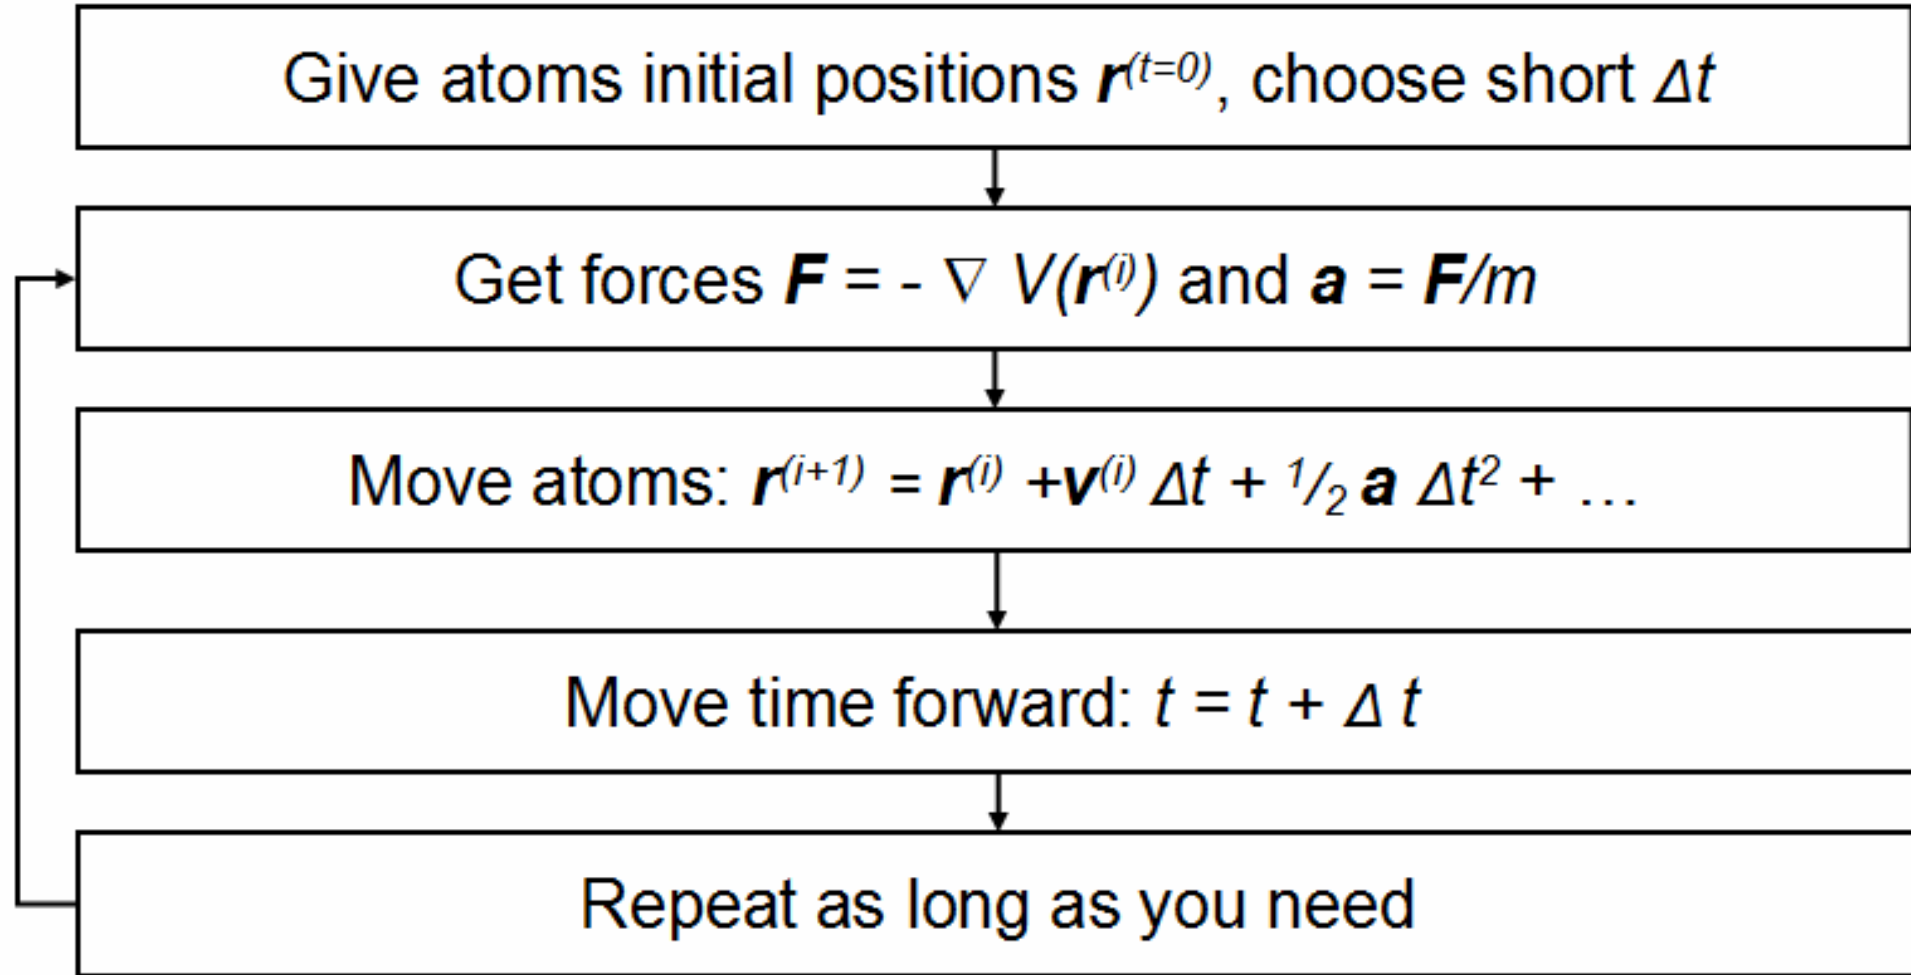 Give atoms initial positions r⁽ᵗ⁼⁰⁾, choose short Δt
Get forces F = - ∇ V(r⁽ⁱ⁾) and a = F/m
Move atoms: r⁽ⁱ⁺¹⁾ = r⁽ⁱ⁾ +v⁽ⁱ⁾ Δt + ¹/₂ a Δt² + …
Move time forward: t = t + Δ t
Repeat as long as you need